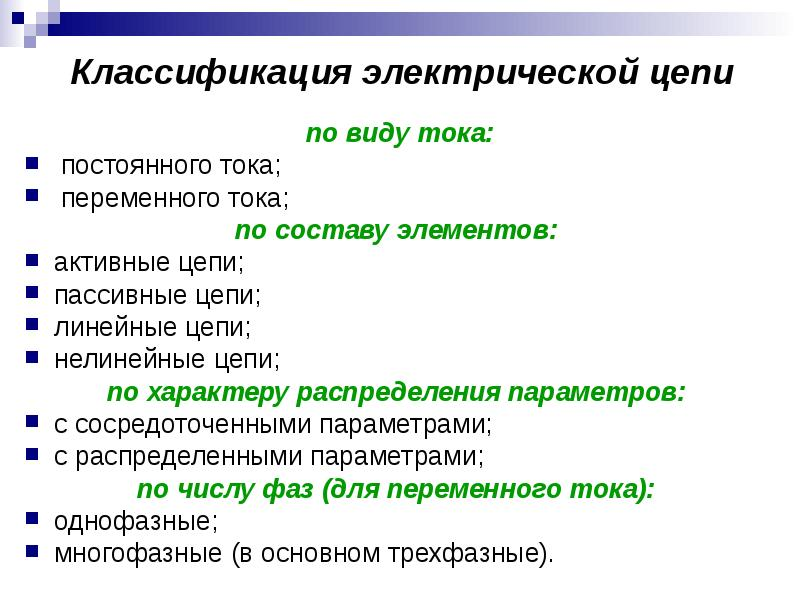 Классификация электрической цепи
по виду тока:
постоянного тока;
переменного тока;
по составу элементов:
активные цепи;
пассивные цепи;
линейные цепи;
нелинейные цепи;
по характеру распределения параметров:
с сосредоточенными параметрами;
с распределенными параметрами;
по числу фаз (для переменного тока):
однофазные;
многофазные (в основном трехфазные).